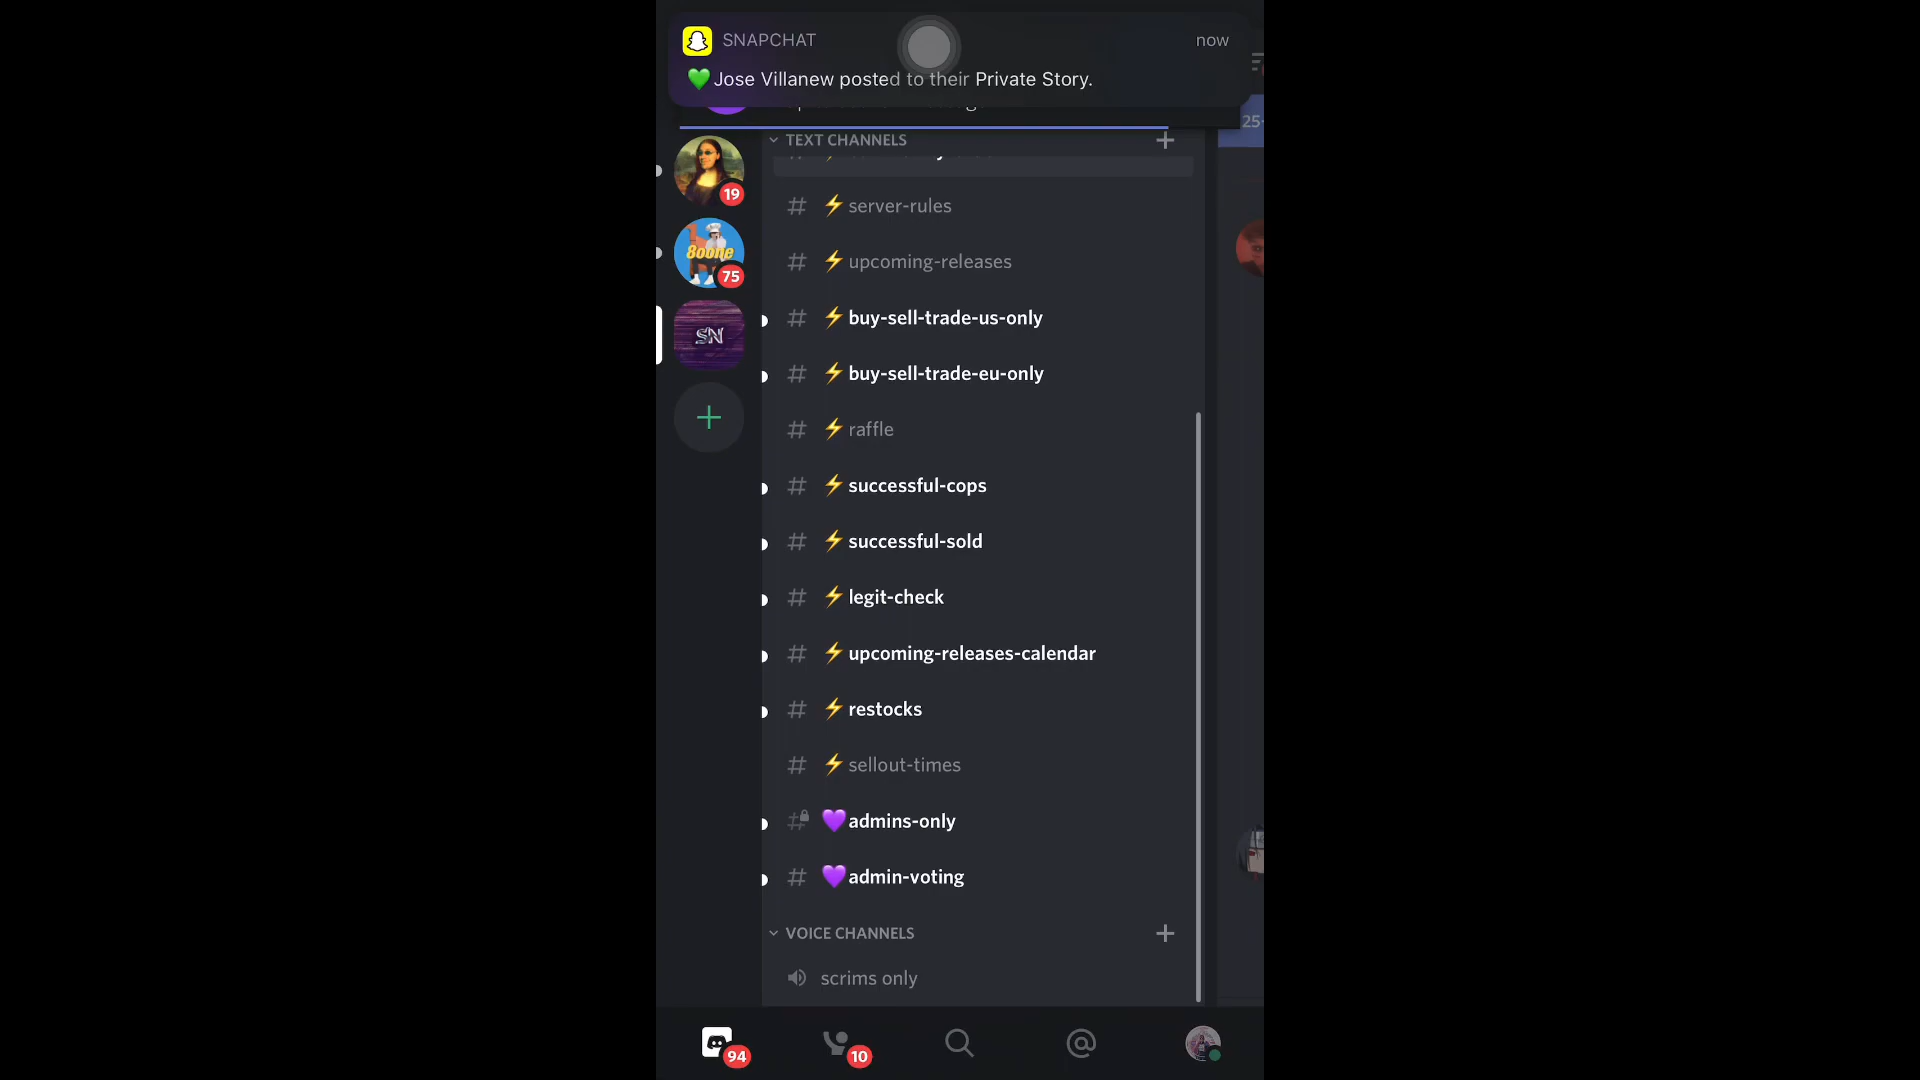 SNAPCHAT
now
💚Jose Villanew posted to their Private Story.
25-
TEXT CHANNELS
19
# ⚡server-rules
8oone
75
# ⚡upcoming-releases
# ⚡buy-sell-trade-us-only
SN
# ⚡buy-sell-trade-eu-only
# ⚡raffle
# ⚡successful-cops
# ⚡successful-sold
# ⚡legit-check
# ⚡upcoming-releases-calendar
# ⚡restocks
# ⚡sellout-times
# 💜admins-only
# 💜admin-voting
VOICE CHANNELS
scrims only
94
10
@